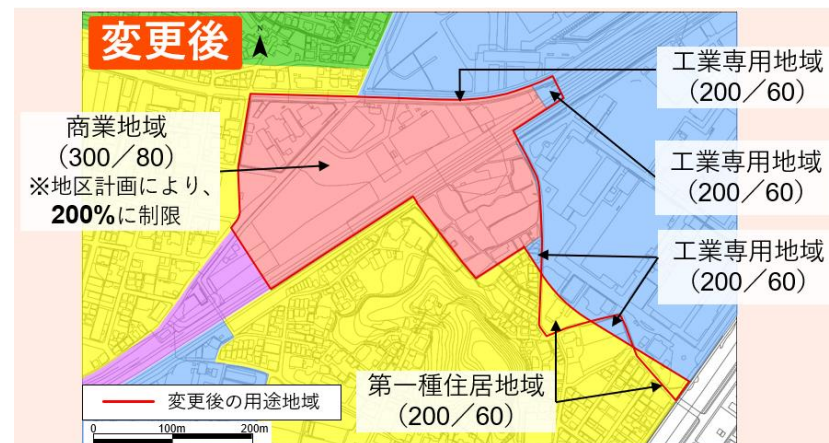 変更後
N
工業専用地域
(200/60)
商業地域
(300/80)
※地区計画により、
200%に制限
工業専用地域
(200/60)
工業専用地域
(200/60)
第一種住居地域
(200/60)
変更後の用途地域
0 100m 200m